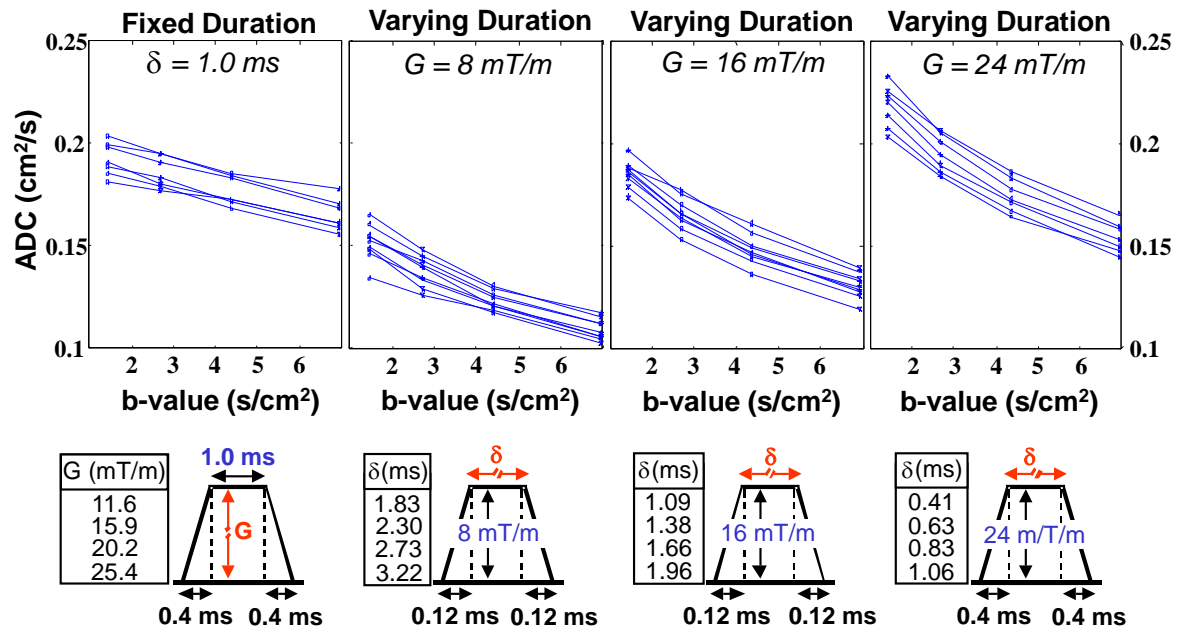 Fixed Duration
δ = 1.0 ms
Varying Duration
G = 8 mT/m
Varying Duration
G = 16 mT/m
Varying Duration
G = 24 mT/m
ADC (cm²/s)
0.25
0.2
0.15
0.1
0.25
0.2
0.15
0.1
2 3 4 5 6
2 3 4 5 6
2 3 4 5 6
2 3 4 5 6
b-value (s/cm²)
b-value (s/cm²)
b-value (s/cm²)
b-value (s/cm²)
G (mT/m)
11.6
15.9
20.2
25.4
1.0 ms
G
0.4 ms 0.4 ms
δ(ms)
1.83
2.30
2.73
3.22
δ
8 mT/m
0.12 ms 0.12 ms
δ(ms)
1.09
1.38
1.66
1.96
δ
16 mT/m
0.12 ms 0.12 ms
δ(ms)
0.41
0.63
0.83
1.06
δ
24 m/T/m
0.4 ms 0.4 ms